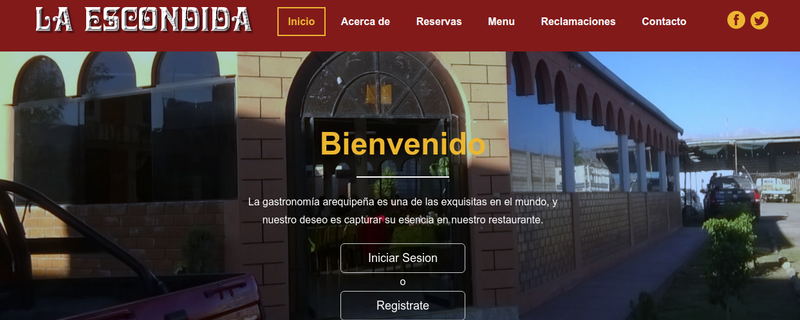 LA ESCONDIDA
Inicio
Acerca de
Reservas
Menu
Reclamaciones
Contacto
Bienvenido
La gastronomía arequipeña es una de las exquisitas en el mundo, y
nuestro deseo es capturar su esencia en nuestro restaurante.
Iniciar Sesion
o
Registrate